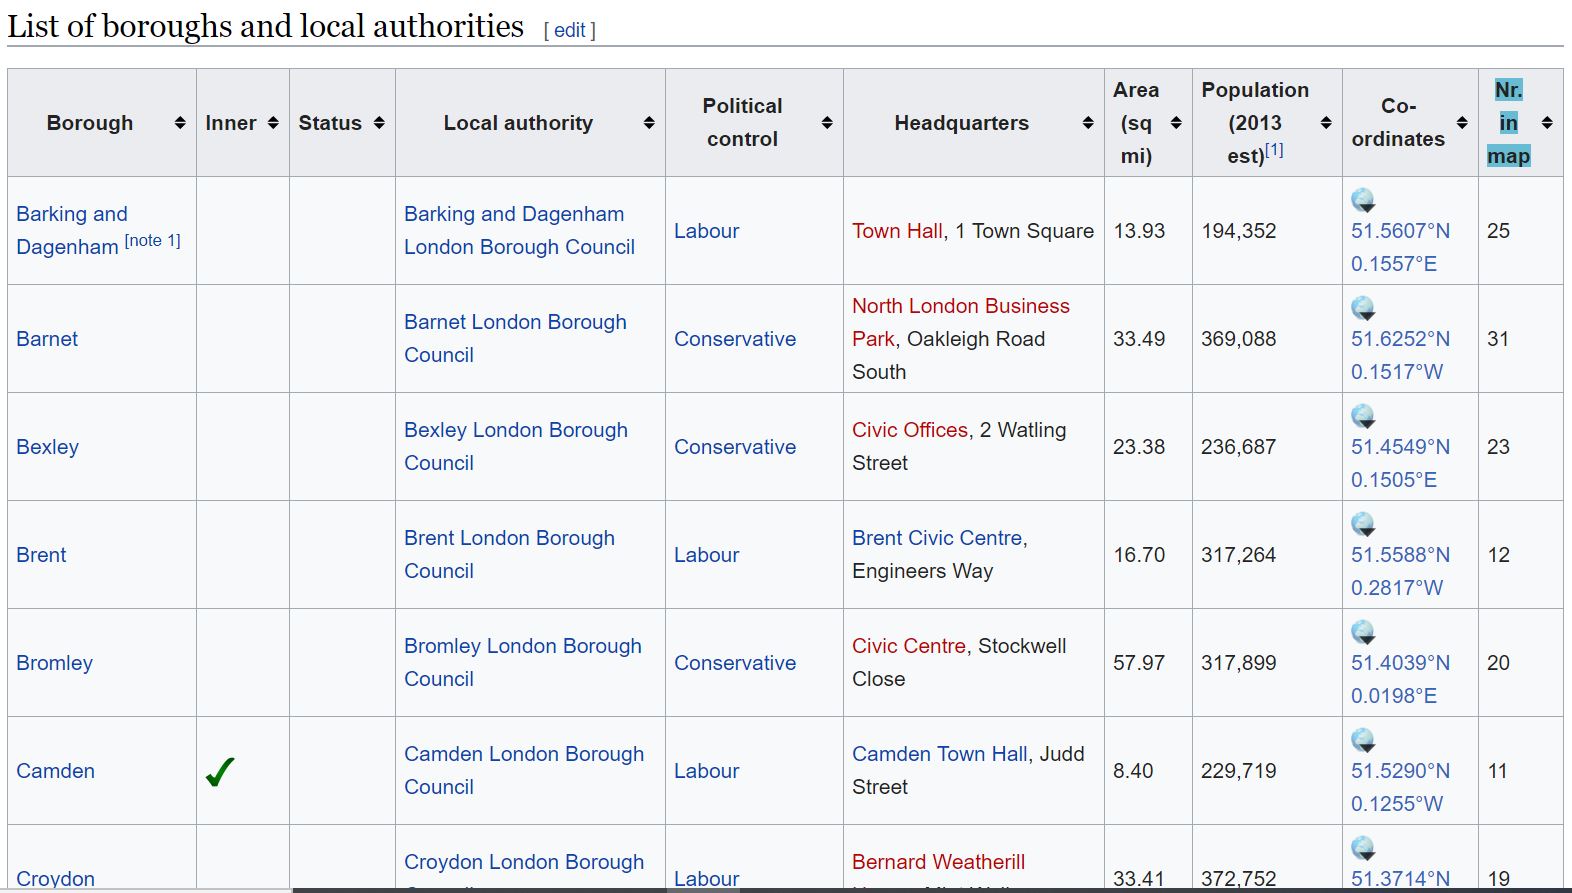 List of boroughs and local authorities [ edit ]
Borough Inner Status Local authority Political control Headquarters Area (sq mi) Population (2013 est)[1] Co-ordinates Nr. in map
Barking and Dagenham [note 1] Barking and Dagenham London Borough Council Labour Town Hall, 1 Town Square 13.93 194,352 51.5607°N 0.1557°E 25
Barnet Barnet London Borough Council Conservative North London Business Park, Oakleigh Road South 33.49 369,088 51.6252°N 0.1517°W 31
Bexley Bexley London Borough Council Conservative Civic Offices, 2 Watling Street 23.38 236,687 51.4549°N 0.1505°E 23
Brent Brent London Borough Council Labour Brent Civic Centre, Engineers Way 16.70 317,264 51.5588°N 0.2817°W 12
Bromley Bromley London Borough Council Conservative Civic Centre, Stockwell Close 57.97 317,899 51.4039°N 0.0198°E 20
Camden ✓ Camden London Borough Council Labour Camden Town Hall, Judd Street 8.40 229,719 51.5290°N 0.1255°W 11
Croydon Croydon London Borough Labour Bernard Weatherill 33.41 372,752 51.3714°N 19